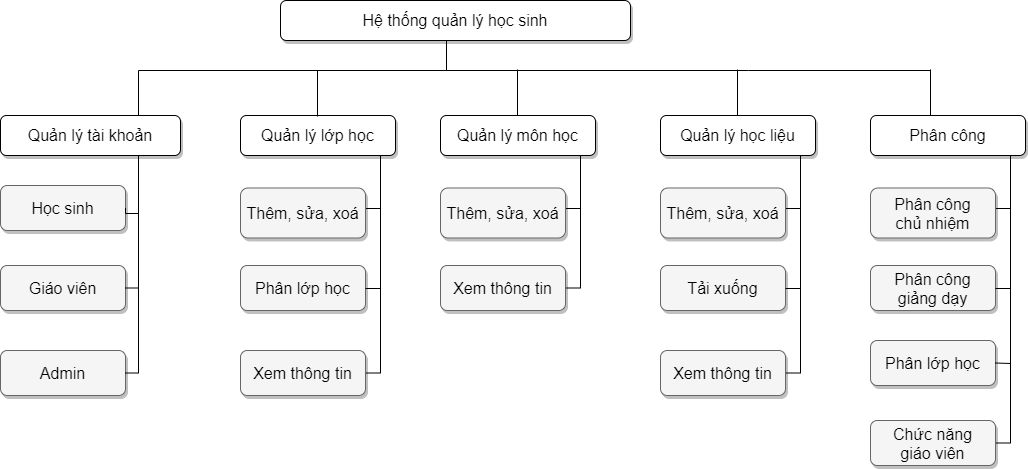 Hệ thống quản lý học sinh
Quản lý tài khoản
Quản lý lớp học
Quản lý môn học
Quản lý học liệu
Phân công
Học sinh
Giáo viên
Admin
Thêm, sửa, xoá
Phân lớp học
Xem thông tin
Thêm, sửa, xoá
Xem thông tin
Thêm, sửa, xoá
Tải xuống
Xem thông tin
Phân công
chủ nhiệm
Phân công
giảng dạy
Phân lớp học
Chức năng
giáo viên